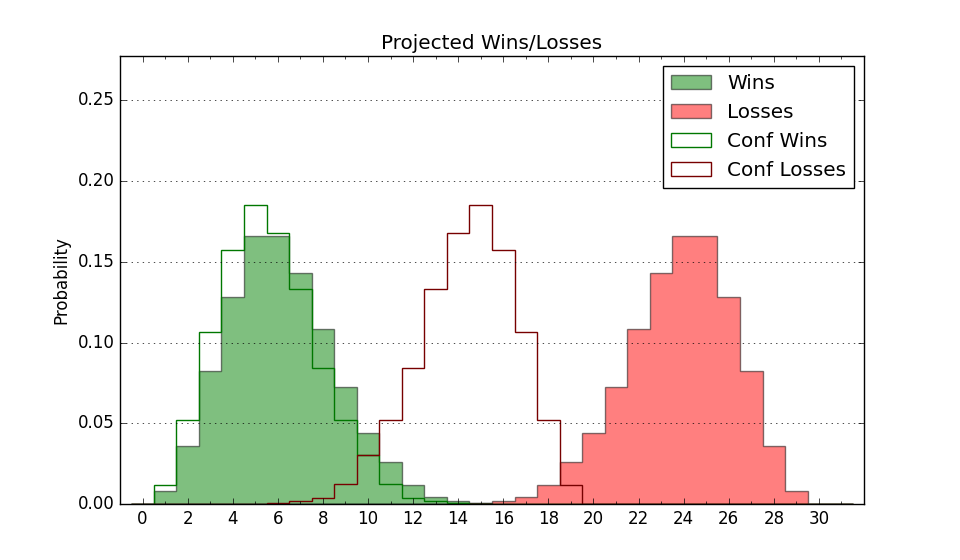 Projected Wins/Losses
Probability
0.25
0.20
0.15
0.10
0.05
0.00
0 2 4 6 8 10 12 14 16 18 20 22 24 26 28 30
Wins
Losses
Conf Wins
Conf Losses